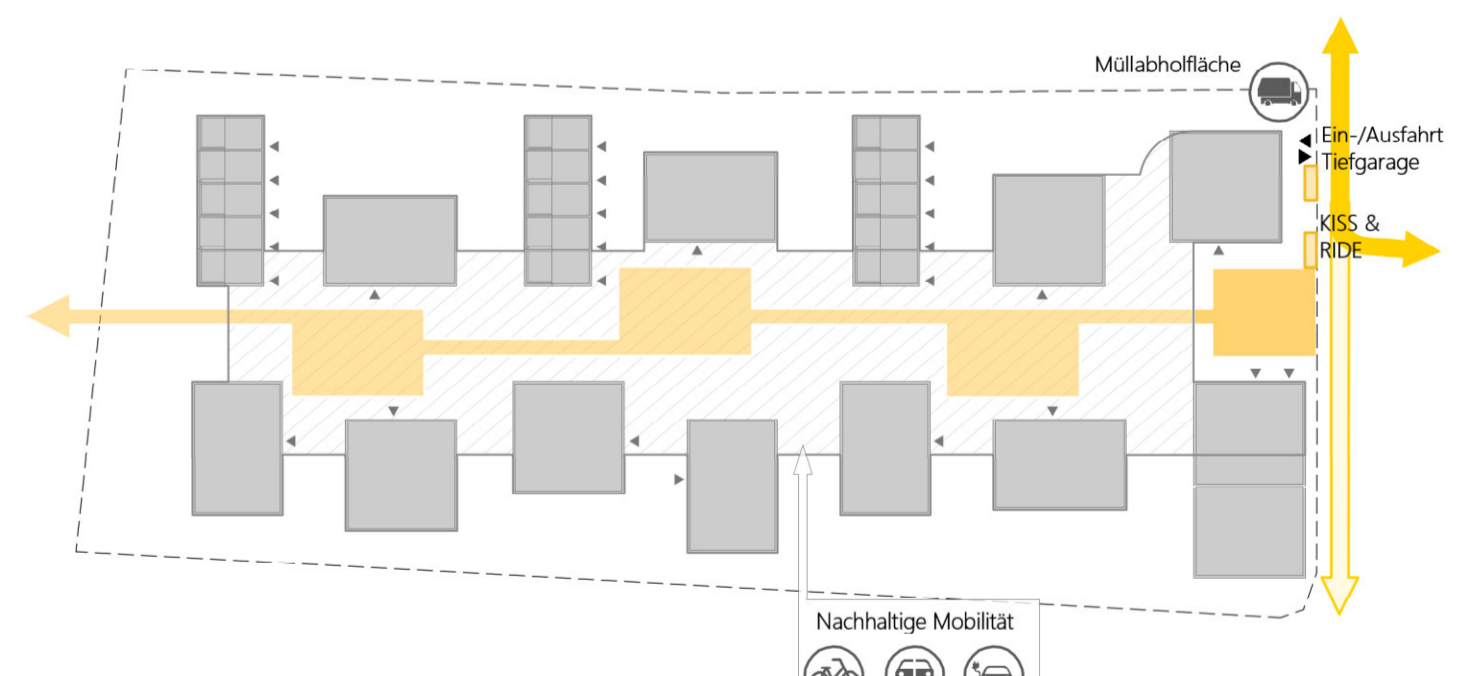 Müllabholfläche
Ein-/Ausfahrt
Tiefgarage
KISS &
RIDE
Nachhaltige Mobilität